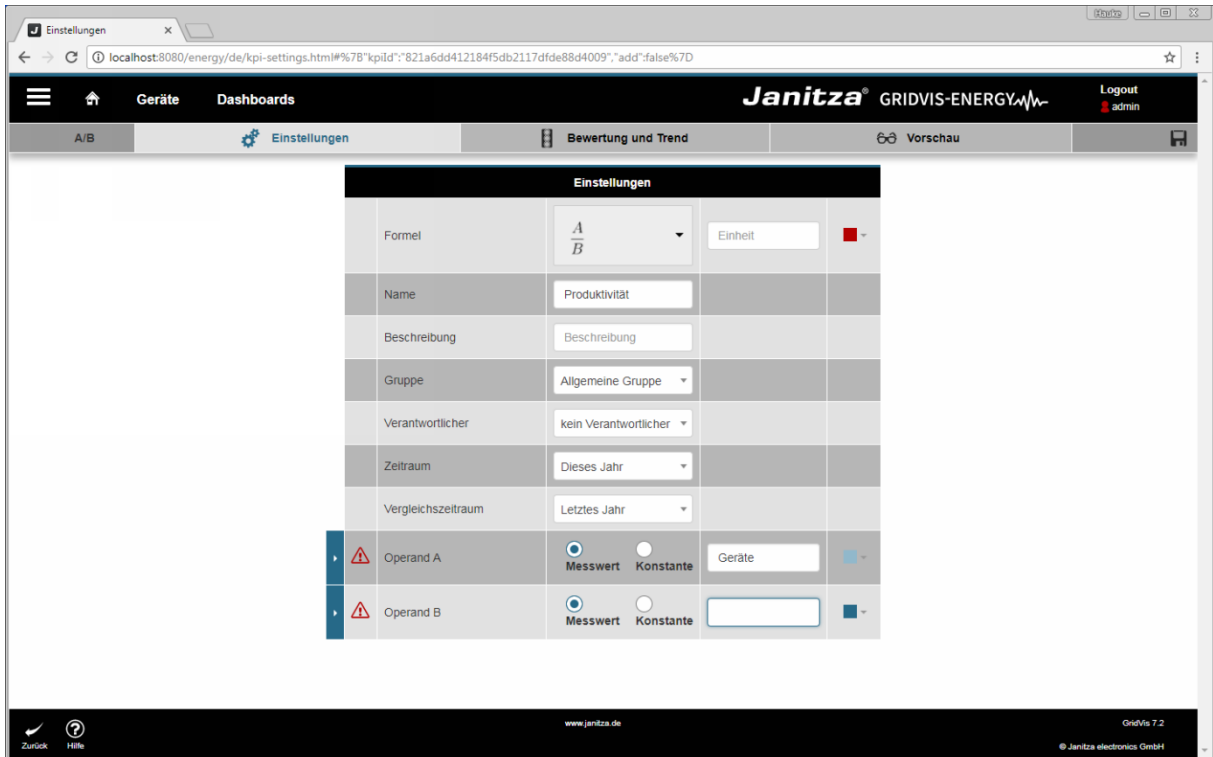 Hauke
Einstellungen
localhost:8080/energy/de/kpi-settings.html#%7B"kpiId":"821a6dd412184f5db2117dfde88d4009","add":false%7D
Geräte Dashboards Janitza® GRIDVIS-ENERGY Logout
admin
A/B Einstellungen Bewertung und Trend Vorschau
Einstellungen
Formel A/B Einheit
Name Produktivität
Beschreibung Beschreibung
Gruppe Allgemeine Gruppe
Verantwortlicher kein Verantwortlicher
Zeitraum Dieses Jahr
Vergleichszeitraum Letztes Jahr
Operand A Messwert Konstante Geräte
Operand B Messwert Konstante
www.janitza.de GridVis 7.2
Zurück Hilfe © Janitza electronics GmbH